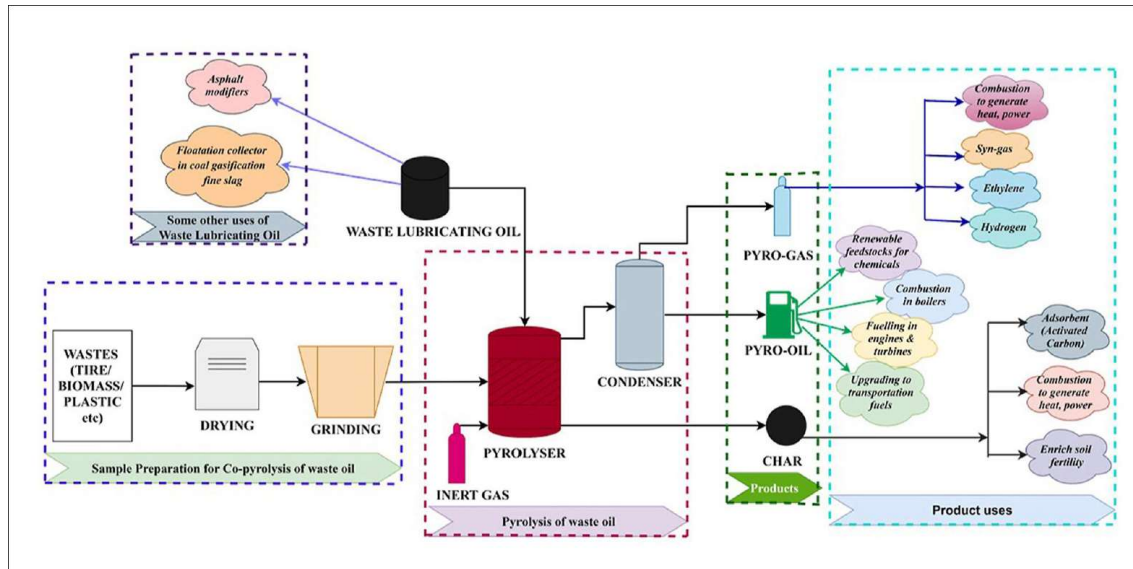 Asphalt
modifiers
Floatation collector
in coal gasification
fine slag
Some other uses of
Waste Lubricating Oil
WASTE LUBRICATING OIL
WASTES
(TIRE/
BIOMASS/
PLASTIC
etc)
DRYING
GRINDING
Sample Preparation for Co-pyrolysis of waste oil
INERT GAS
PYROLYSER
CONDENSER
Pyrolysis of waste oil
PYRO-GAS
PYRO-OIL
CHAR
Products
Combustion
to generate
heat, power
Syn-gas
Ethylene
Hydrogen
Renewable
feedstocks for
chemicals
Combustion
in boilers
Fuelling in
engines &
turbines
Upgrading to
transportation
fuels
Adsorbent
(Activated
Carbon)
Combustion
to generate
heat, power
Enrich soil
fertility
Product uses